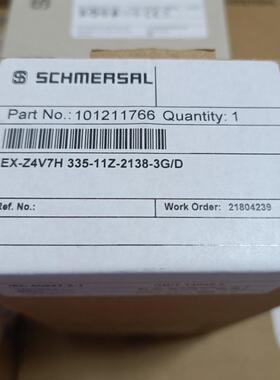 SCHMERSAL
Part No.:101211766 Quantity: 1
EX-Z4V7H 335-11Z-2138-3G/D
Ref. No.:
Work Order: 21804239